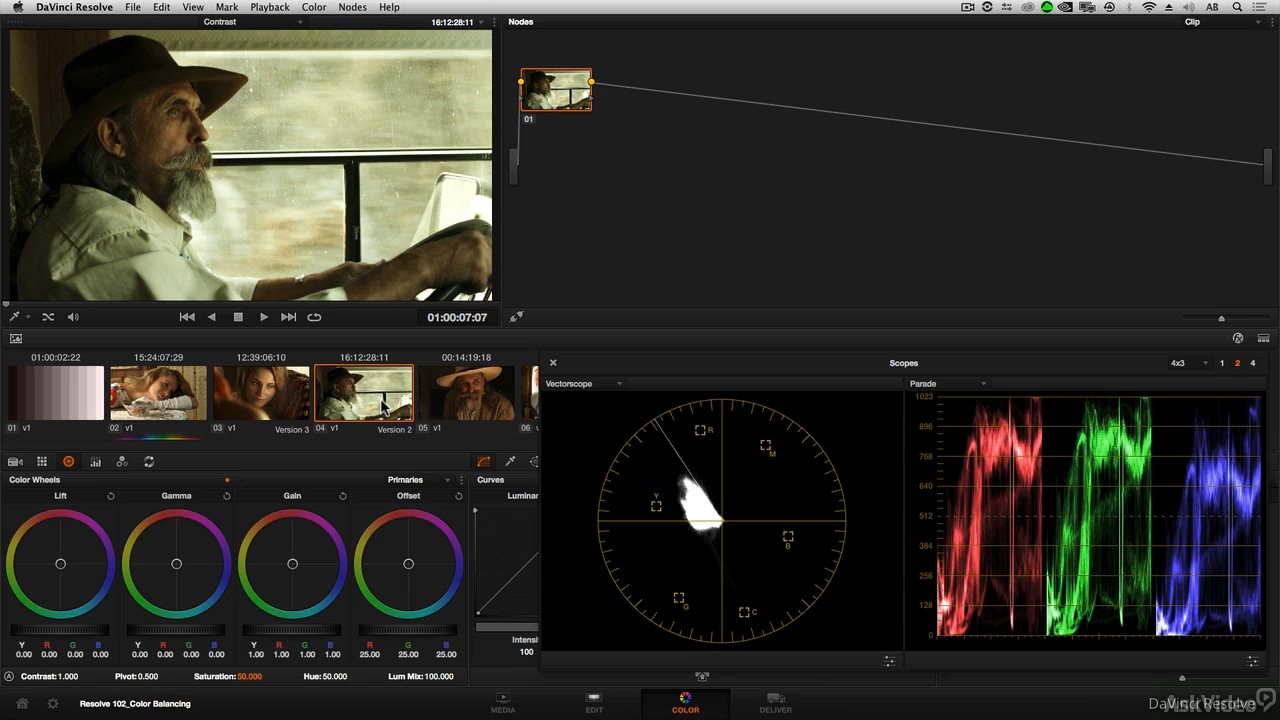 DaVinci Resolve File Edit View Mark Playback Color Nodes Help AB
Contrast 16:12:28:11 Nodes Clip
01
01:00:07:07
01:00:02:22 15:24:07:29 12:39:06:10 16:12:28:11 00:14:19:18
01 v1 02 v1 03 v1 Version 3 04 v1 Version 2 05 v1 06
Scopes 4x3 1 2 4
Vectorscope Parade
R
M
Y
B
G
C
1023
896
768
640
512
384
256
128
0
Color Wheels Primaries Curves
Lift Gamma Gain Offset Luminar
Y R G B Y R G B Y R G B R G B
0.00 0.00 0.00 0.00 0.00 0.00 0.00 0.00 1.00 1.00 1.00 1.00 25.00 25.00 25.00
Intensi
100
A Contrast:1.000 Pivot:0.500 Saturation:50.000 Hue:50.000 Lum Mix:100.000
Resolve 102_Color Balancing MEDIA EDIT COLOR DELIVER
DaVinci Resolve